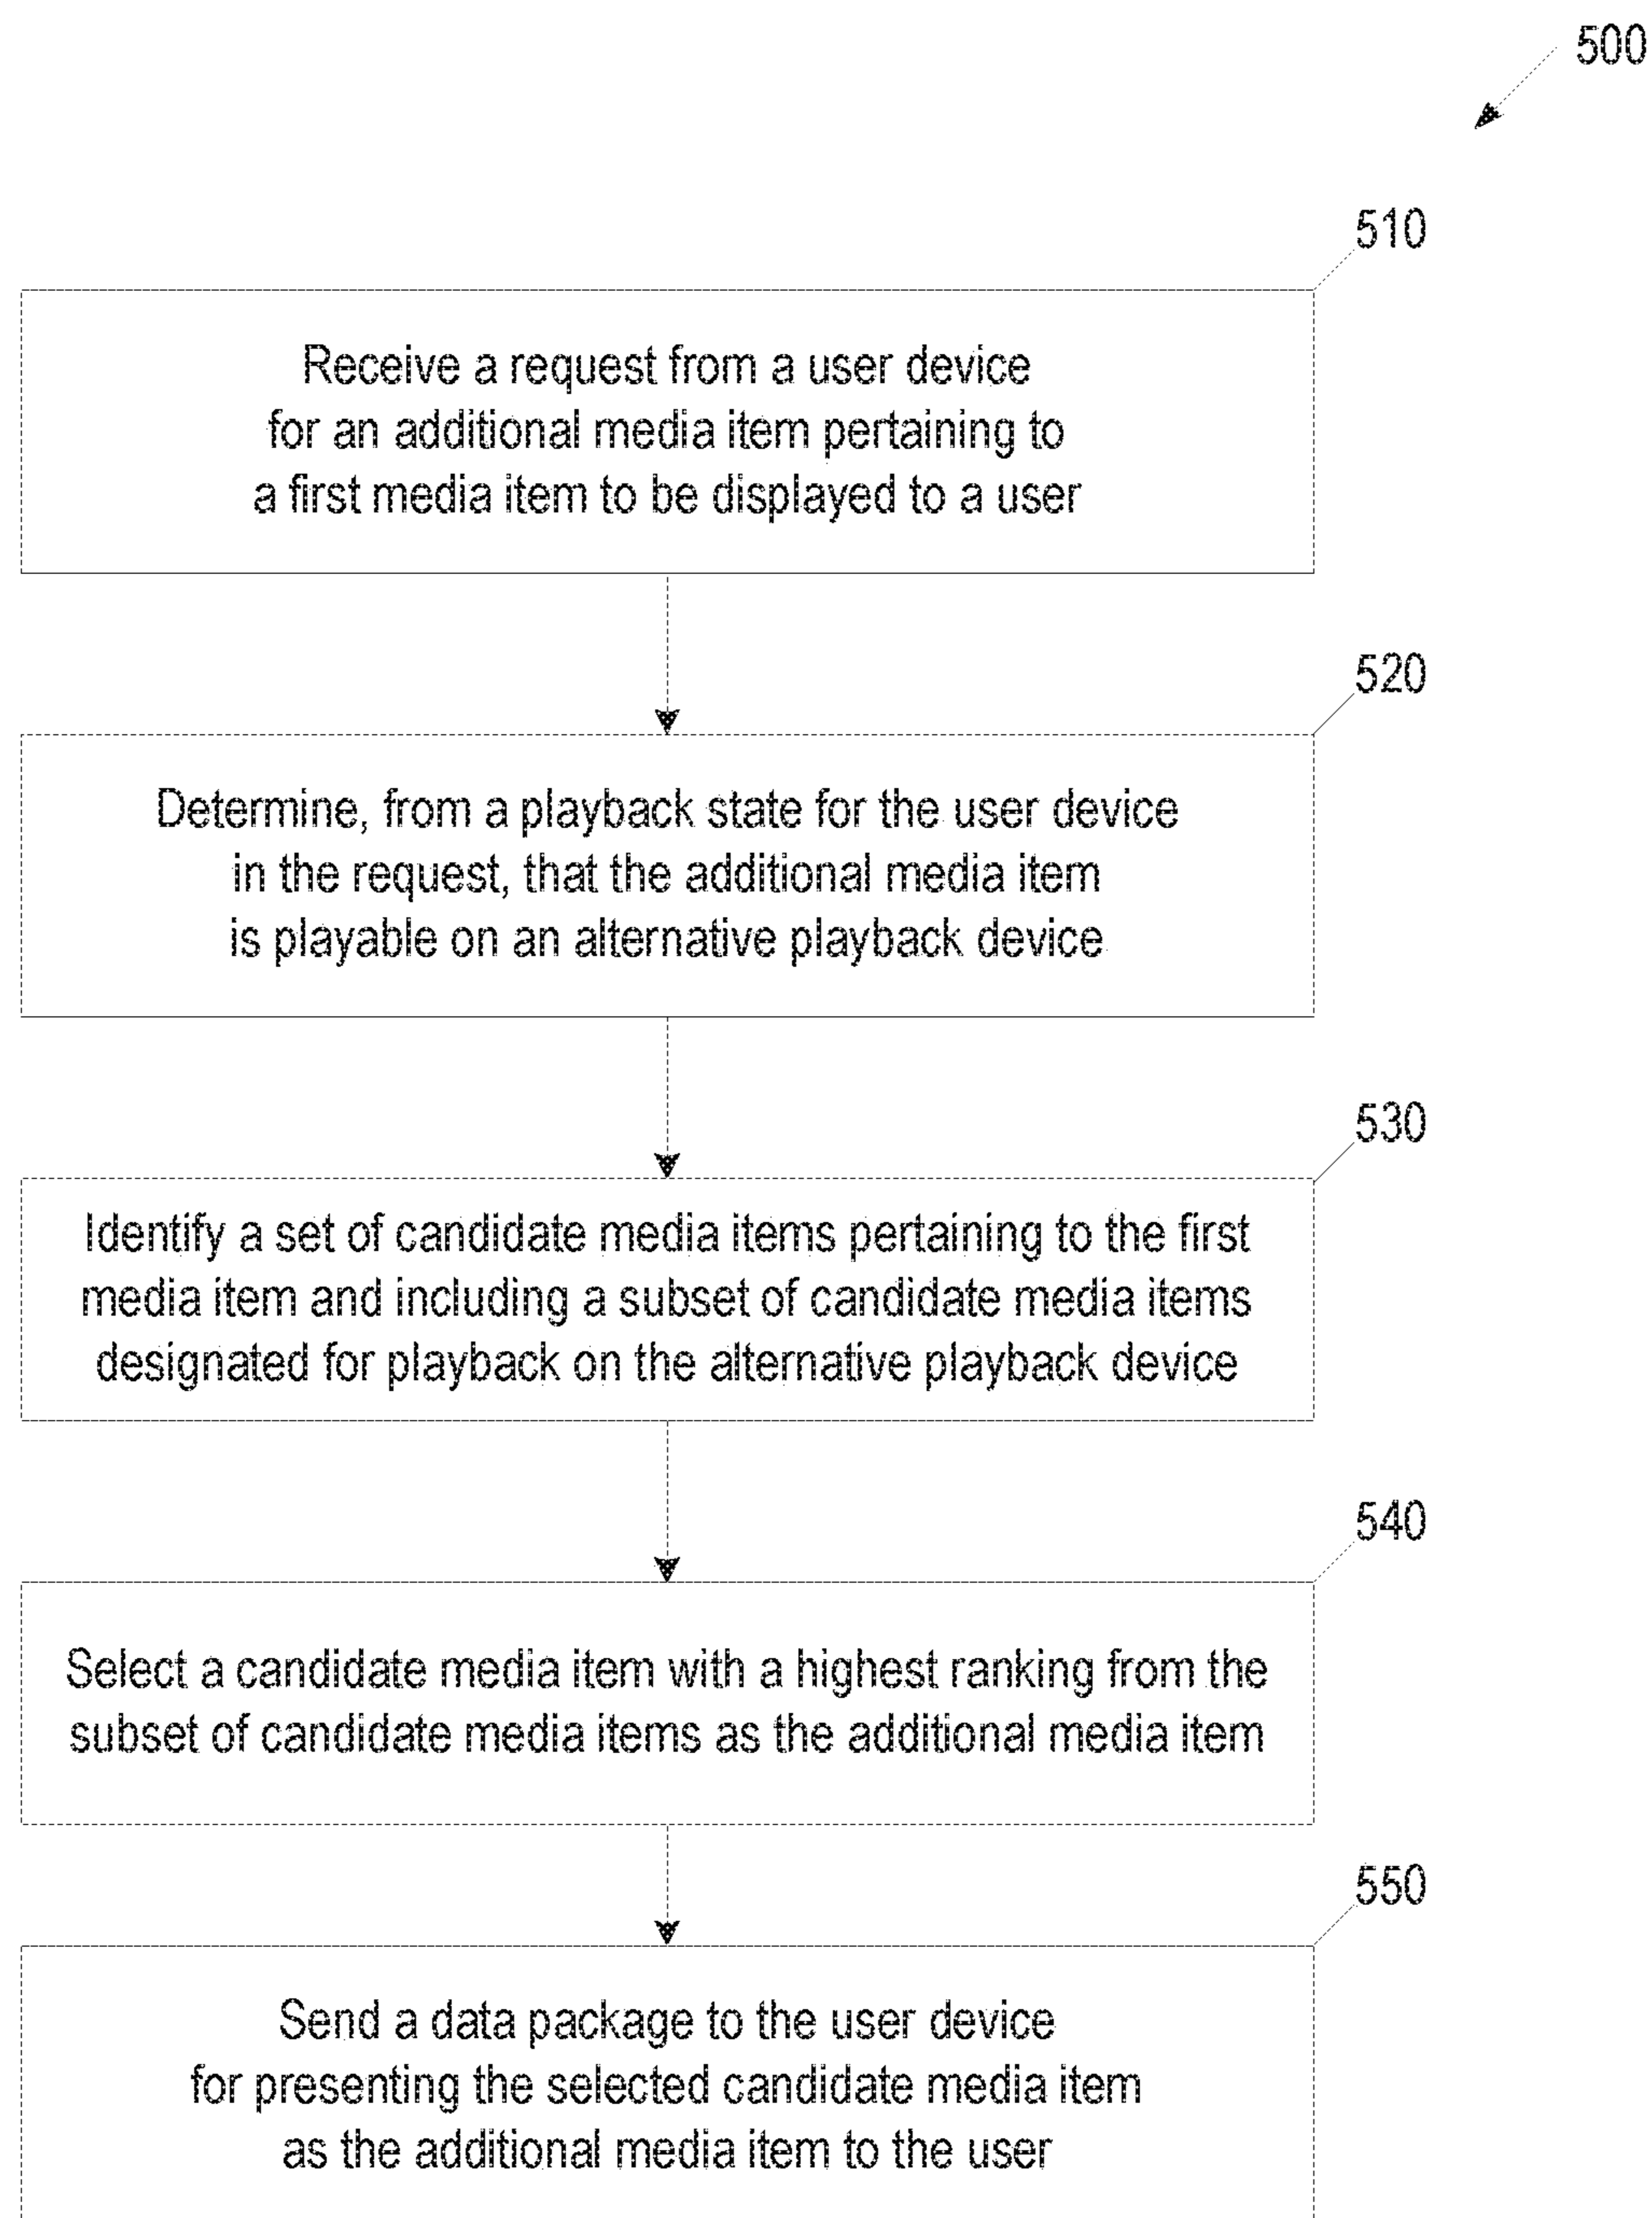 500
510
Receive a request from a user device
for an additional media item pertaining to
a first media item to be displayed to a user
520
Determine, from a playback state for the user device
in the request, that the additional media item
is playable on an alternative playback device
530
Identify a set of candidate media items pertaining to the first
media item and including a subset of candidate media items
designated for playback on the alternative playback device
540
Select a candidate media item with a highest ranking from the
subset of candidate media items as the additional media item
550
Send a data package to the user device
for presenting the selected candidate media item
as the additional media item to the user